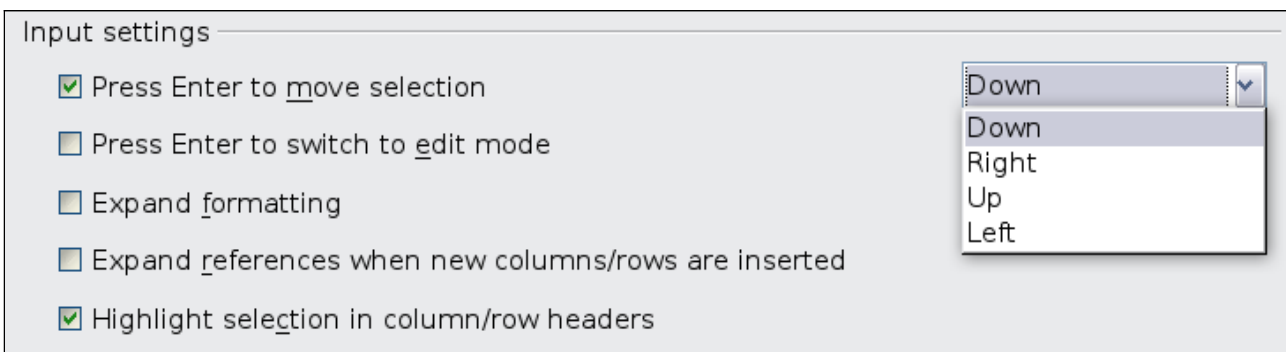 Input settings
Press Enter to move selection
Down
Press Enter to switch to edit mode
Down
Right
Expand formatting
Up
Left
Expand references when new columns/rows are inserted
Highlight selection in column/row headers